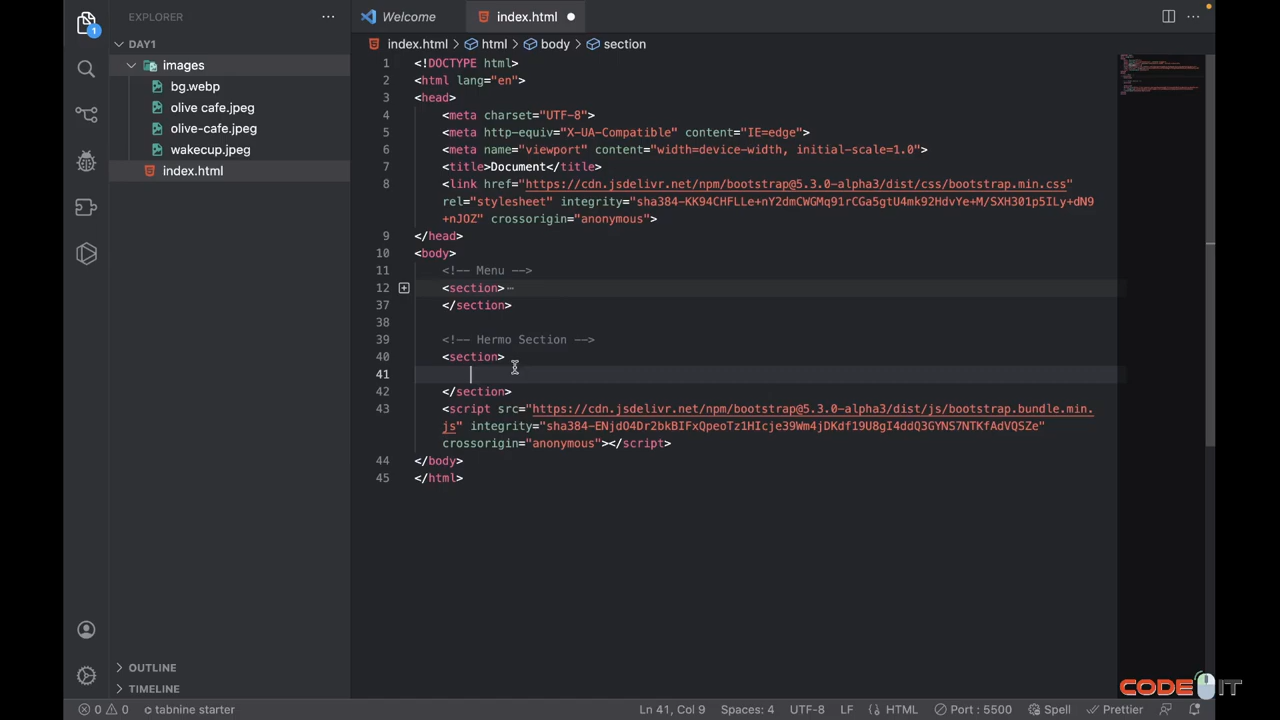 EXPLORER
Welcome
index.html
DAY1
index.html > html > body > section
images
bg.webp
olive cafe.jpeg
olive-cafe.jpeg
wakecup.jpeg
index.html
1 <!DOCTYPE html>
2 <html lang="en">
3 <head>
4 <meta charset="UTF-8">
5 <meta http-equiv="X-UA-Compatible" content="IE=edge">
6 <meta name="viewport" content="width=device-width, initial-scale=1.0">
7 <title>Document</title>
8 <link href="https://cdn.jsdelivr.net/npm/bootstrap@5.3.0-alpha3/dist/css/bootstrap.min.css"
rel="stylesheet" integrity="sha384-KK94CHFLLe+nY2dmCWGMq91rCGa5gtU4mk92HdvYe+M/SXH301p5ILy+dN9
+nJOZ" crossorigin="anonymous">
9 </head>
10 <body>
11 <!-- Menu -->
12 <section>…
37 </section>
38
39 <!-- Hermo Section -->
40 <section>
41
42 </section>
43 <script src="https://cdn.jsdelivr.net/npm/bootstrap@5.3.0-alpha3/dist/js/bootstrap.bundle.min.
js" integrity="sha384-ENjdO4Dr2bkBIFxQpeoTz1HIcje39Wm4jDKdf19U8gI4ddQ3GYNS7NTKfAdVQSZe"
crossorigin="anonymous"></script>
44 </body>
45 </html>
OUTLINE
TIMELINE
CODE IT
0 0 tabnine starter
Ln 41, Col 9 Spaces: 4 UTF-8 LF {} HTML Port : 5500 Spell Prettier
1